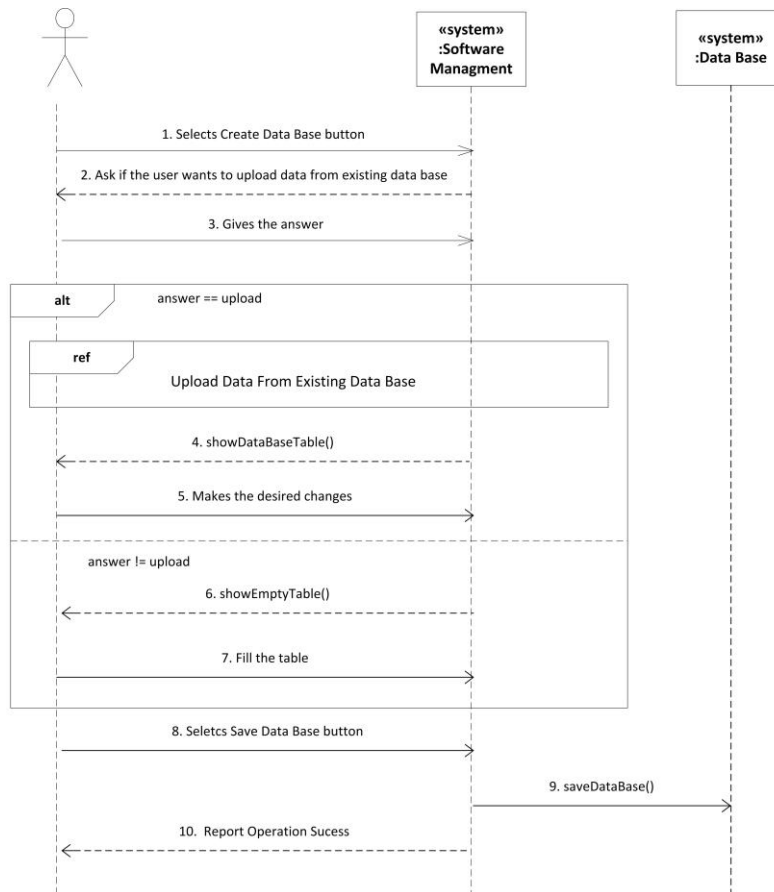 «system»
:Software
Managment
«system»
:Data Base
1. Selects Create Data Base button
2. Ask if the user wants to upload data from existing data base
3. Gives the answer
alt
answer == upload
ref
Upload Data From Existing Data Base
4. showDataBaseTable()
5. Makes the desired changes
answer != upload
6. showEmptyTable()
7. Fill the table
8. Seletcs Save Data Base button
9. saveDataBase()
10. Report Operation Sucess